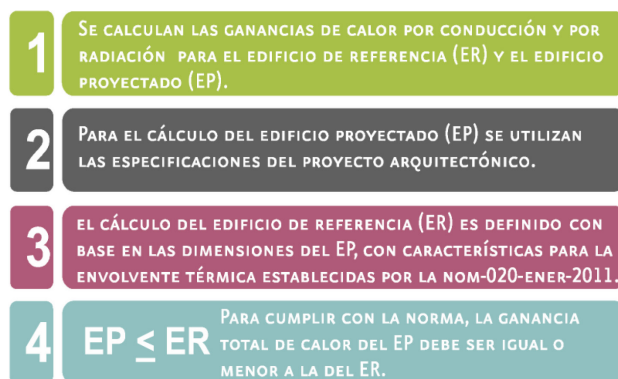 1
SE CALCULAN LAS GANANCIAS DE CALOR POR CONDUCCIÓN Y POR
RADIACIÓN PARA EL EDIFICIO DE REFERENCIA (ER) Y EL EDIFICIO
PROYECTADO (EP).
2
PARA EL CÁLCULO DEL EDIFICIO PROYECTADO (EP) SE UTILIZAN
LAS ESPECIFICACIONES DEL PROYECTO ARQUITECTÓNICO.
3
EL CÁLCULO DEL EDIFICIO DE REFERENCIA (ER) ES DEFINIDO CON
BASE EN LAS DIMENSIONES DEL EP, CON CARACTERÍSTICAS PARA LA
ENVOLVENTE TÉRMICA ESTABLECIDAS POR LA NOM-020-ENER-2011.
4
EP ≤ ER
PARA CUMPLIR CON LA NORMA, LA GANANCIA
TOTAL DE CALOR DEL EP DEBE SER IGUAL O
MENOR A LA DEL ER.